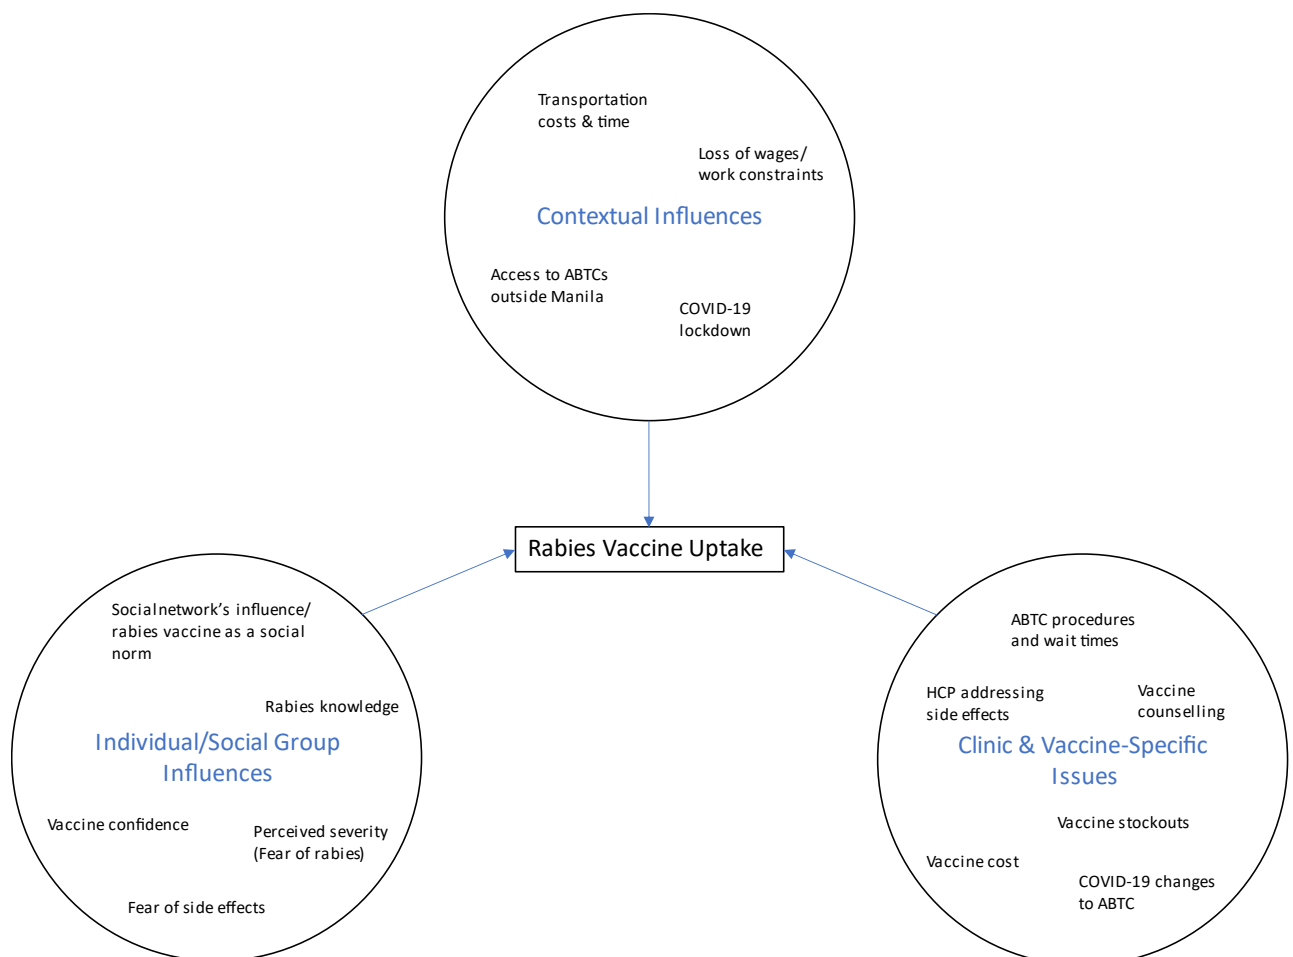 Transportation
costs & time
Loss of wages/
work constraints
Contextual Influences
Access to ABTCs
outside Manila
COVID-19
lockdown
Rabies Vaccine Uptake
Social network's influence/
rabies vaccine as a social
norm
Rabies knowledge
Individual/Social Group
Influences
Vaccine confidence
Perceived severity
(Fear of rabies)
Fear of side effects
ABTC procedures
and wait times
HCP addressing
side effects
Vaccine
counselling
Clinic & Vaccine-Specific
Issues
Vaccine stockouts
Vaccine cost
COVID-19 changes
to ABTC